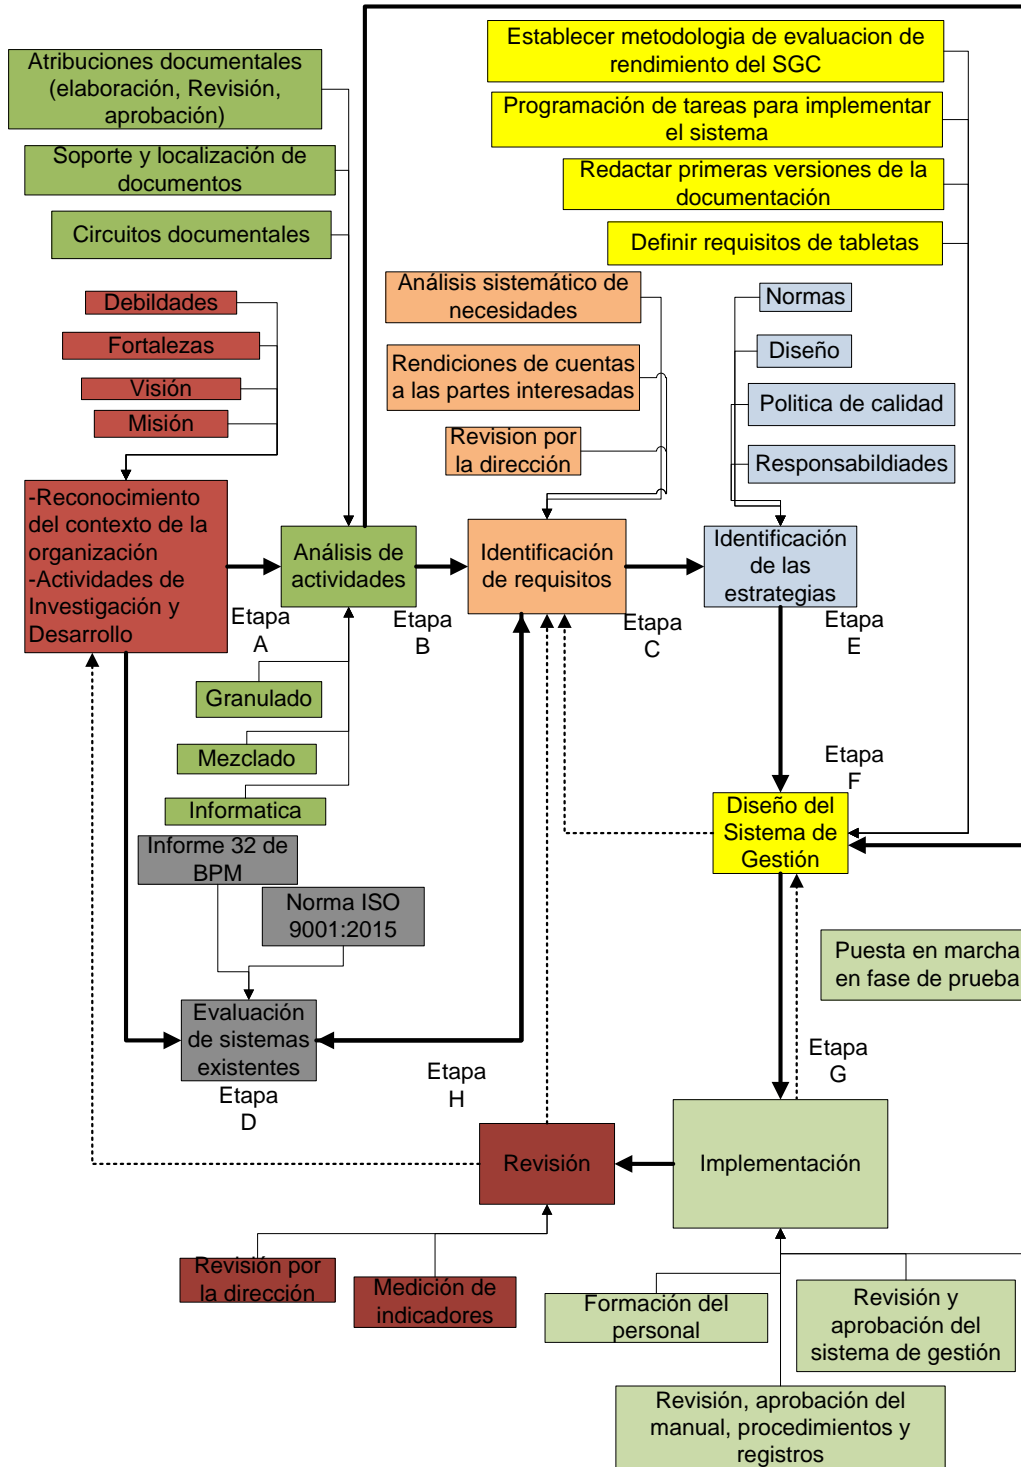 Establecer metodologia de evaluacion de
rendimiento del SGC
Atribuciones documentales
(elaboración, Revisión,
aprobación)
Programación de tareas para implementar
el sistema
Soporte y localización de
documentos
Redactar primeras versiones de la
documentación
Circuitos documentales
Definir requisitos de tabletas
Debildades
Fortalezas
Visión
Misión
Análisis sistemático de
necesidades
Rendiciones de cuentas
a las partes interesadas
Revision por
la dirección
Normas
Diseño
Politica de calidad
Responsabildiades
-Reconocimiento
del contexto de la
organización
-Actividades de
Investigación y
Desarrollo
Etapa
A
Análisis de
actividades
Etapa
B
Identificación
de requisitos
Etapa
C
Identificación
de las
estrategias
Etapa
E
Granulado
Mezclado
Informatica
Etapa
F
Diseño del
Sistema de
Gestión
Informe 32 de
BPM
Norma ISO
9001:2015
Puesta en marcha
en fase de prueba
Evaluación
de sistemas
existentes
Etapa
D
Etapa
H
Etapa
G
Revisión
Implementación
Revisión por
la dirección
Medición de
indicadores
Formación del
personal
Revisión y
aprobación del
sistema de gestión
Revisión, aprobación del
manual, procedimientos y
registros